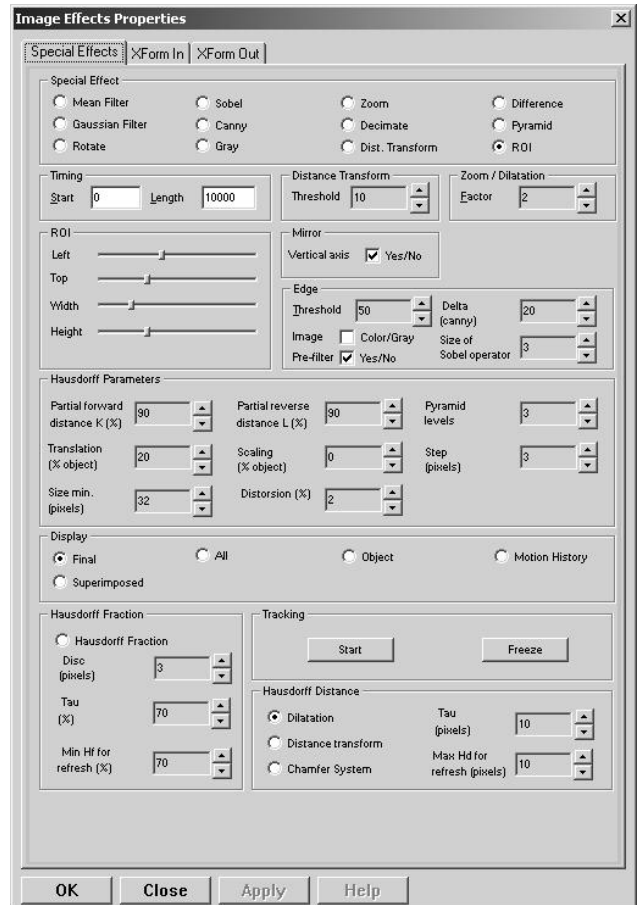 Image Effects Properties
Special Effects XForm In XForm Out
Special Effect
Mean Filter Sobel Zoom Difference
Gaussian Filter Canny Decimate Pyramid
Rotate Gray Dist. Transform ROI
Timing Distance Transform Zoom / Dilatation
Start 0 Length 10000 Threshold 10 Factor 2
ROI Mirror
Left Vertical axis Yes/No
Top
Edge
Width Threshold 50 Delta (canny) 20
Height Image Color/Gray Size of Sobel operator 3
Pre-filter Yes/No
Hausdorff Parameters
Partial forward distance K (%) 90 Partial reverse distance L (%) 90 Pyramid levels 3
Translation (% object) 20 Scaling (% object) 0 Step (pixels) 3
Size min. (pixels) 32 Distorsion (%) 2
Display
Final All Object Motion History
Superimposed
Hausdorff Fraction Tracking
Hausdorff Fraction Start Freeze
Disc (pixels) 3
Tau (%) 70
Min Hf for refresh (%) 70
Hausdorff Distance
Dilatation Tau (pixels) 10
Distance transform
Chamfer System Max Hd for refresh (pixels) 10
OK Close Apply Help